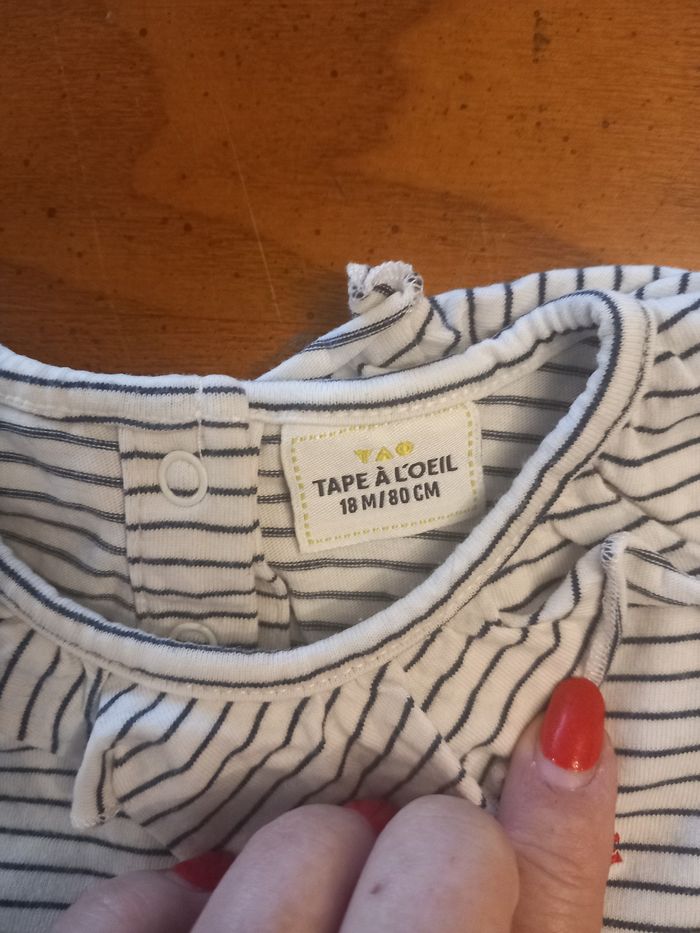 TAO
TAPE À L'OEIL
18 M/80 CM